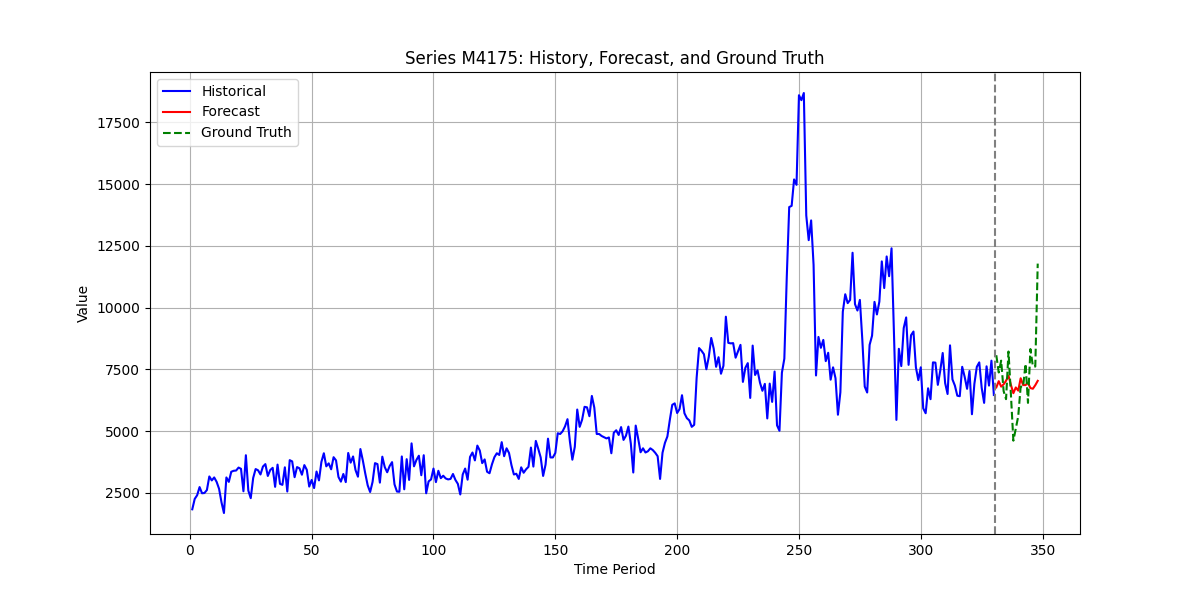 Series M4175: History, Forecast, and Ground Truth
Historical
Forecast
Ground Truth
17500
15000
12500
10000
7500
5000
2500
Value
0 50 100 150 200 250 300 350
Time Period